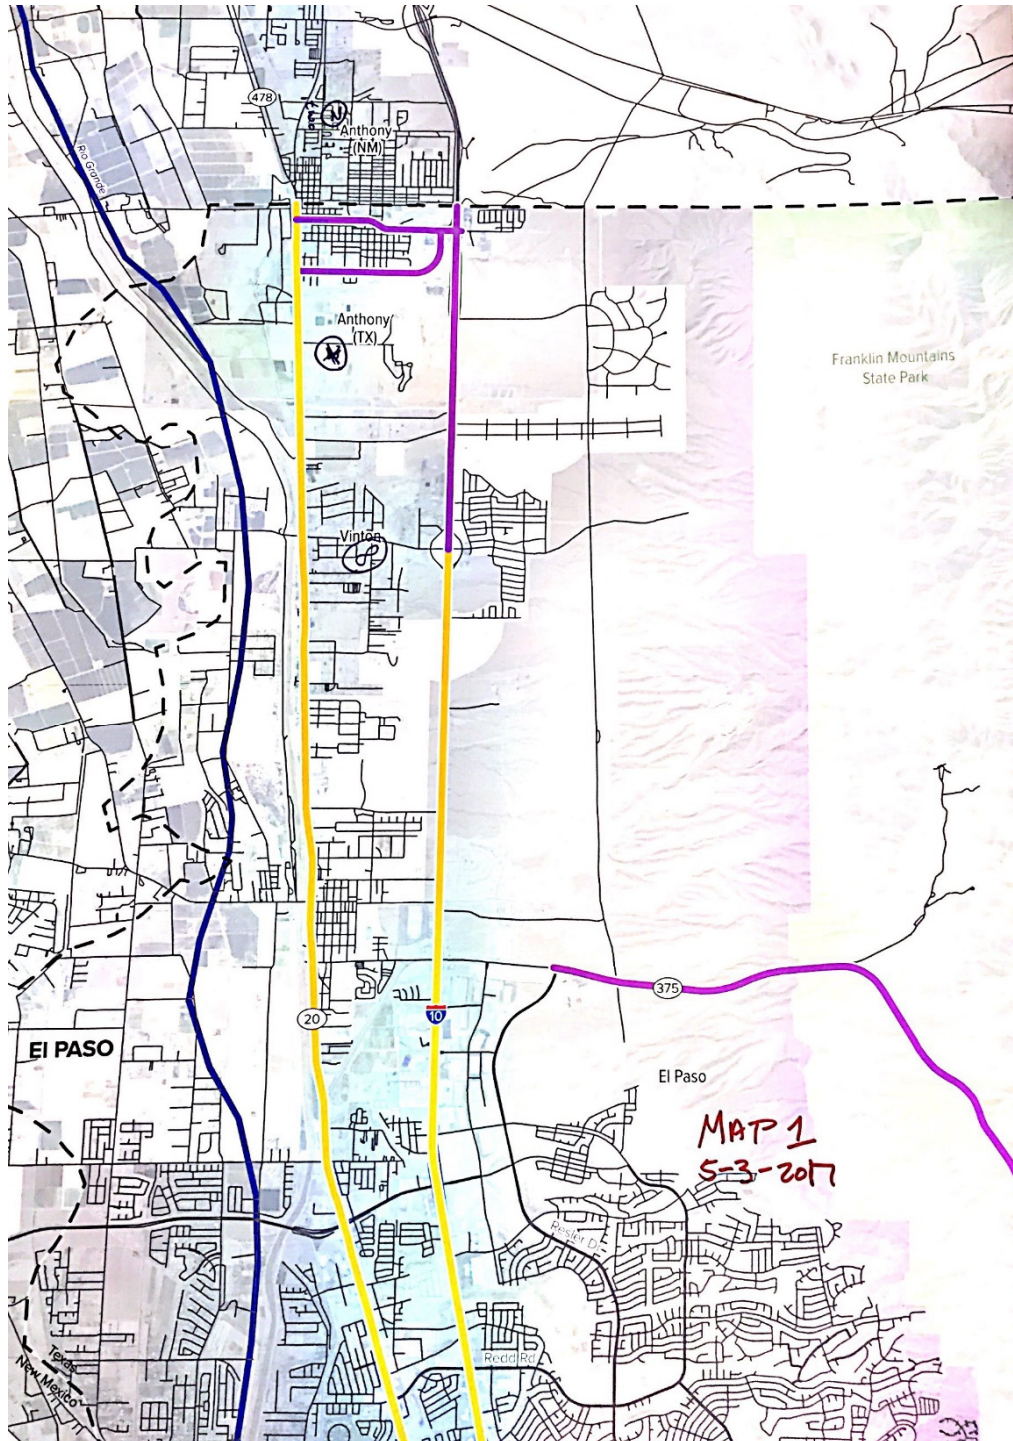 478
Anthony
(NM)
Rio Grande
Anthony
(TX)
Franklin Mountains
State Park
Vinton
375
20
10
El PASO
El Paso
MAP 1
5-3-2017
Resler Dr
Redd Rd
Texas
New Mexico